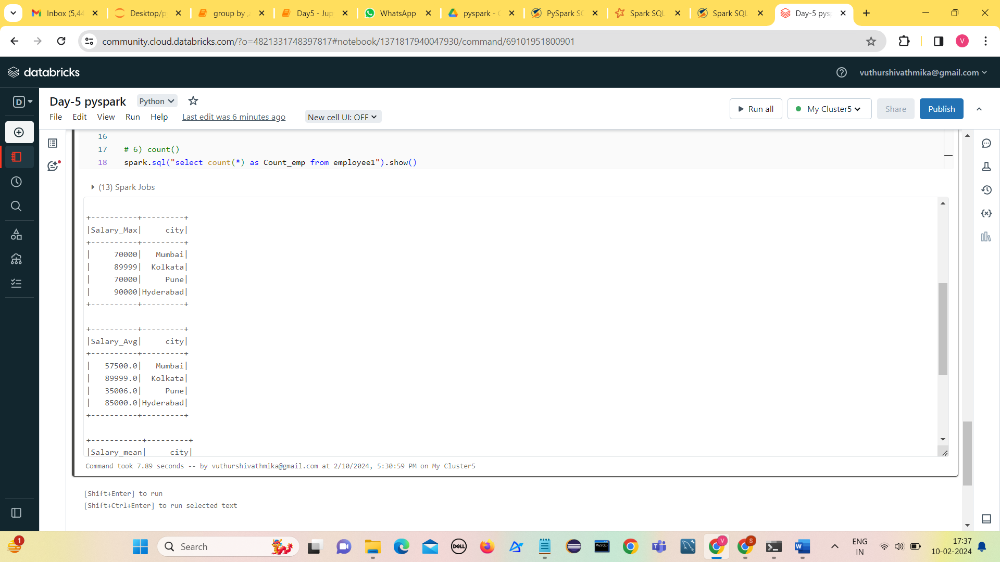 Inbox (5,44
Desktop/p
group by
Day5 - Jup
WhatsApp
pyspark -
PySpark SQ
Spark SQL
Spark SQL
Day-5 pys
community.cloud.databricks.com/?o=4821331748397817#notebook/1371817940047930/command/69101951800901
V
databricks
vuthurshivathmika@gmail.com
D
Day-5 pyspark
Python
File Edit View Run Help
Last edit was 6 minutes ago
New cell UI: OFF
Run all
My Cluster5
Share
Publish
16
17 # 6) count()
18 spark.sql("select count(*) as Count_emp from employee1").show()
(13) Spark Jobs
+----------+---------+
|Salary_Max|     city|
+----------+---------+
|     70000|   Mumbai|
|     89999|  Kolkata|
|     70000|     Pune|
|     90000|Hyderabad|
+----------+---------+
+----------+---------+
|Salary_Avg|     city|
+----------+---------+
|   57500.0|   Mumbai|
|   89999.0|  Kolkata|
|   35006.0|     Pune|
|   85000.0|Hyderabad|
+----------+---------+
+-----------+---------+
|Salary_mean|     city|
Command took 7.89 seconds -- by vuthurshivathmika@gmail.com at 2/10/2024, 5:30:59 PM on My Cluster5
[Shift+Enter] to run
[Shift+Ctrl+Enter] to run selected text
1
Search
DELL
MySQL
V
S
ENG
IN
17:37
10-02-2024